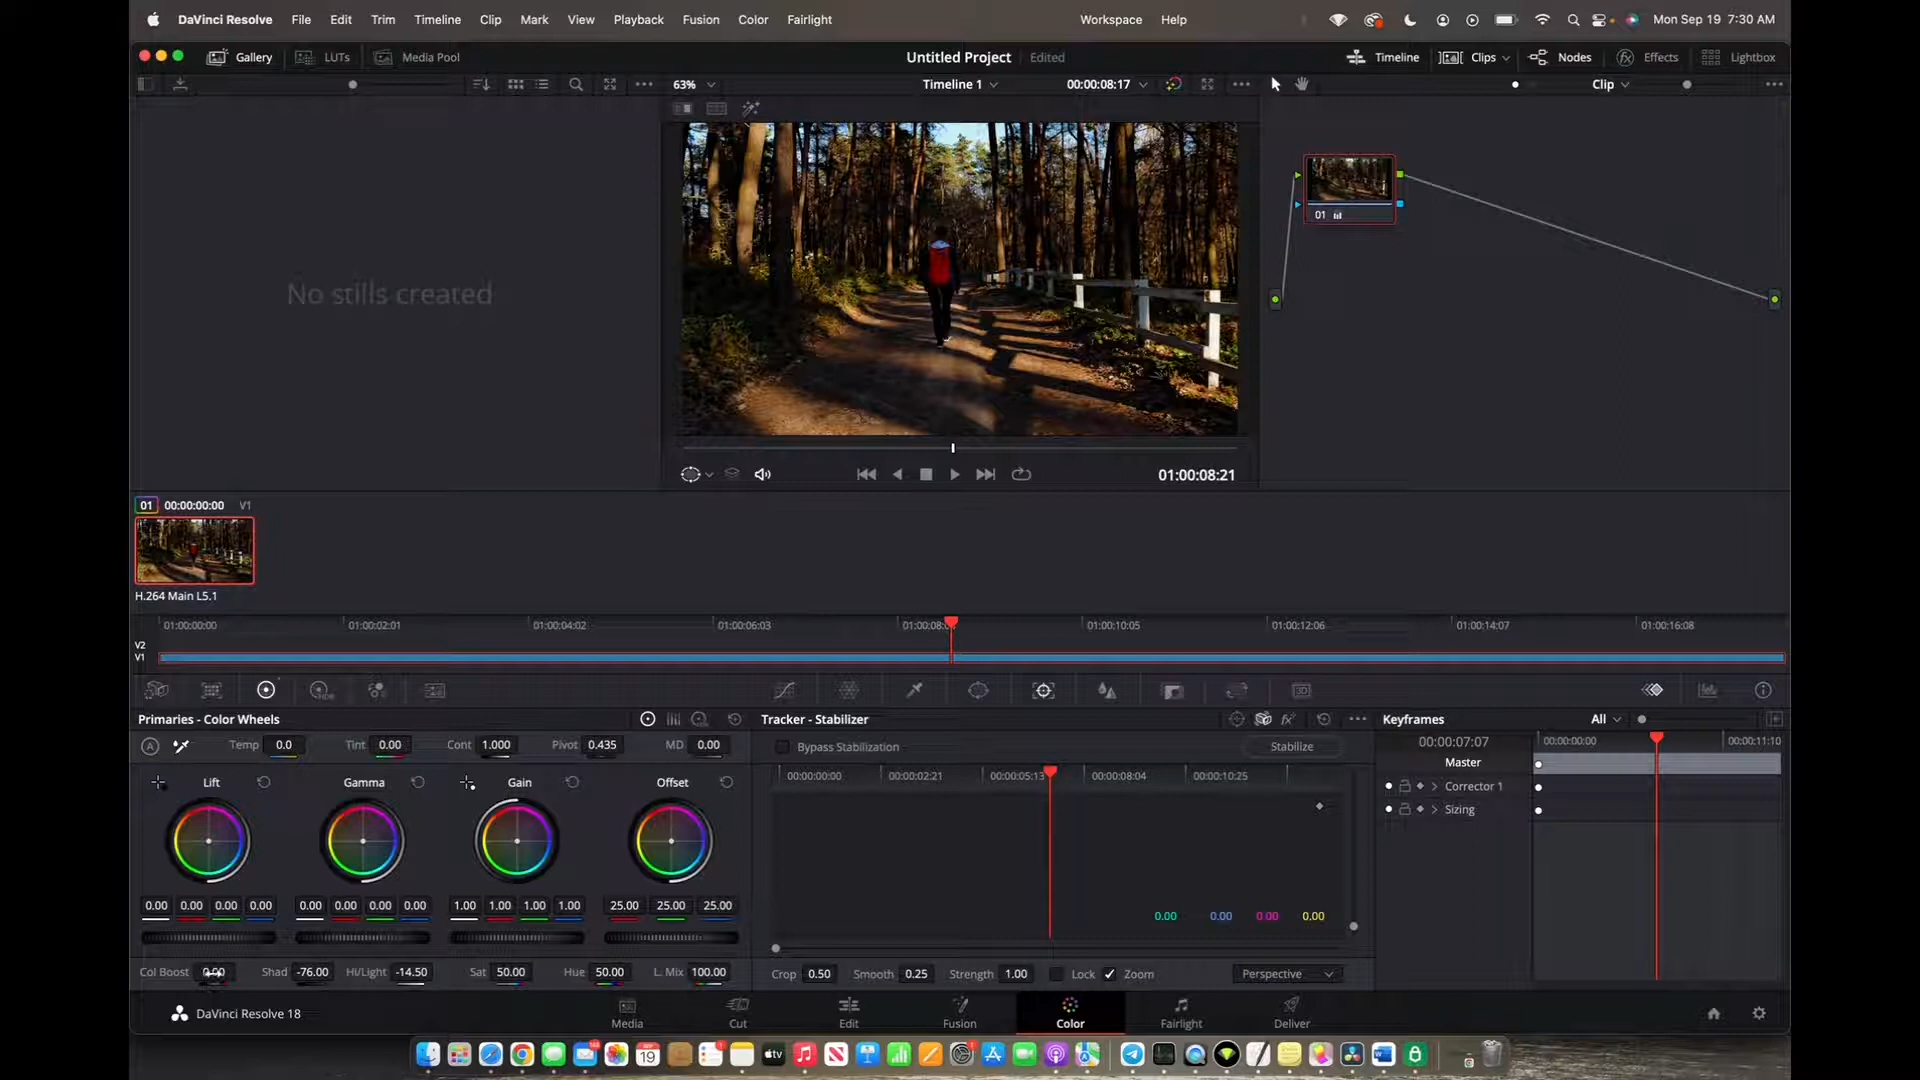 DaVinci Resolve File Edit Trim Timeline Clip Mark View Playback Fusion Color Fairlight Workspace Help Mon Sep 19 7:30 AM
Gallery LUTs Media Pool Untitled Project Edited Timeline Clips Nodes Effects Lightbox
63% Timeline 1 00:00:08:17 Clip
No stills created
01
01:00:08:21
01 00:00:00:00 V1
H.264 Main L5.1
01:00:00:00 01:00:02:01 01:00:04:02 01:00:06:03 01:00:08: 01:00:10:05 01:00:12:06 01:00:14:07 01:00:16:08
V2
V1
3D
Primaries - Color Wheels Tracker - Stabilizer fx Keyframes All
A Temp 0.0 Tint 0.00 Cont 1.000 Pivot 0.435 MD 0.00 Bypass Stabilization Stabilize 00:00:07:07 00:00:00:00 00:00:11:10
Master
Lift Gamma Gain Offset 00:00:00:00 00:00:02:21 00:00:05:13 00:00:08:04 00:00:10:25 Corrector 1
Sizing
0.00 0.00 0.00 0.00 0.00 0.00 0.00 0.00 1.00 1.00 1.00 1.00 25.00 25.00 25.00 0.00 0.00 0.00 0.00
Col Boost 0.00 Shad -76.00 Hi/Light -14.50 Sat 50.00 Hue 50.00 L. Mix 100.00 Crop 0.50 Smooth 0.25 Strength 1.00 Lock Zoom Perspective
DaVinci Resolve 18 Media Cut Edit Fusion Color Fairlight Deliver
19 tv